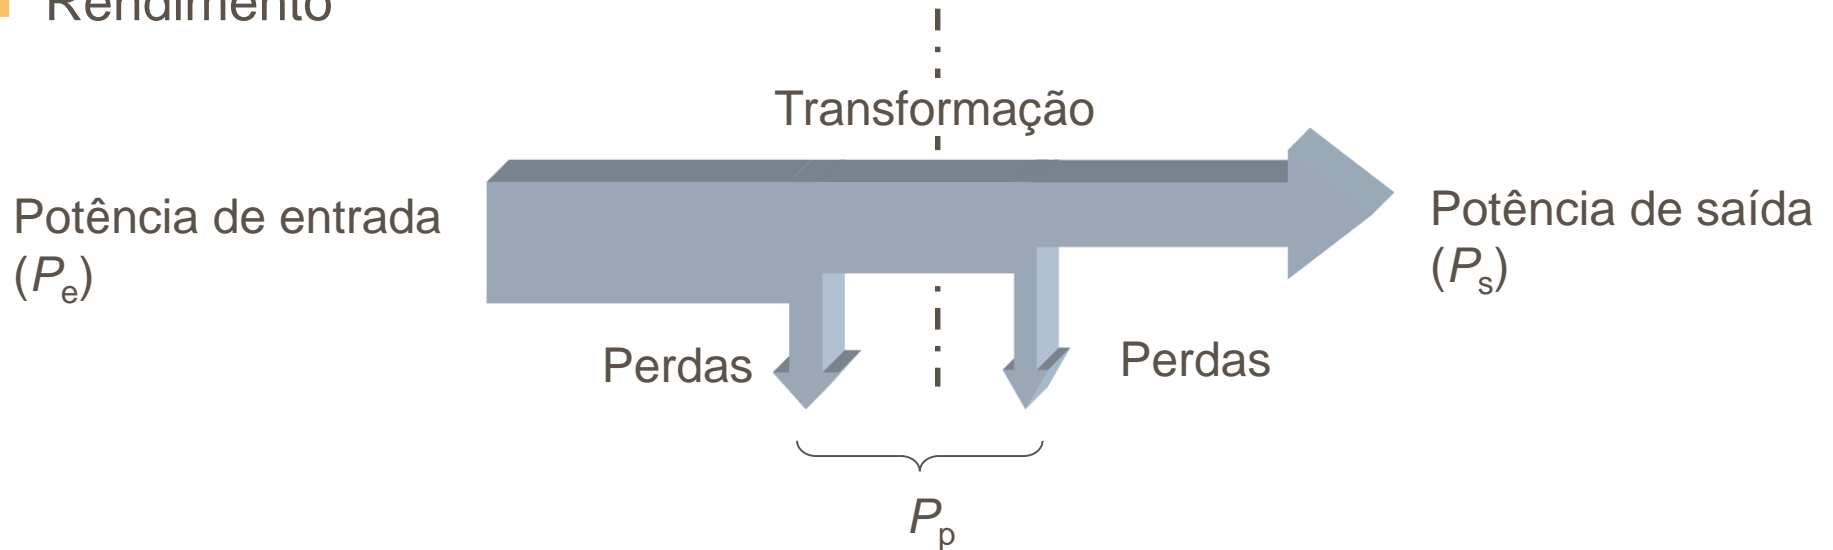 Rendimento
Transformação
Potência de entrada
(Pe)
Potência de saída
(Ps)
Perdas
Perdas
Pp